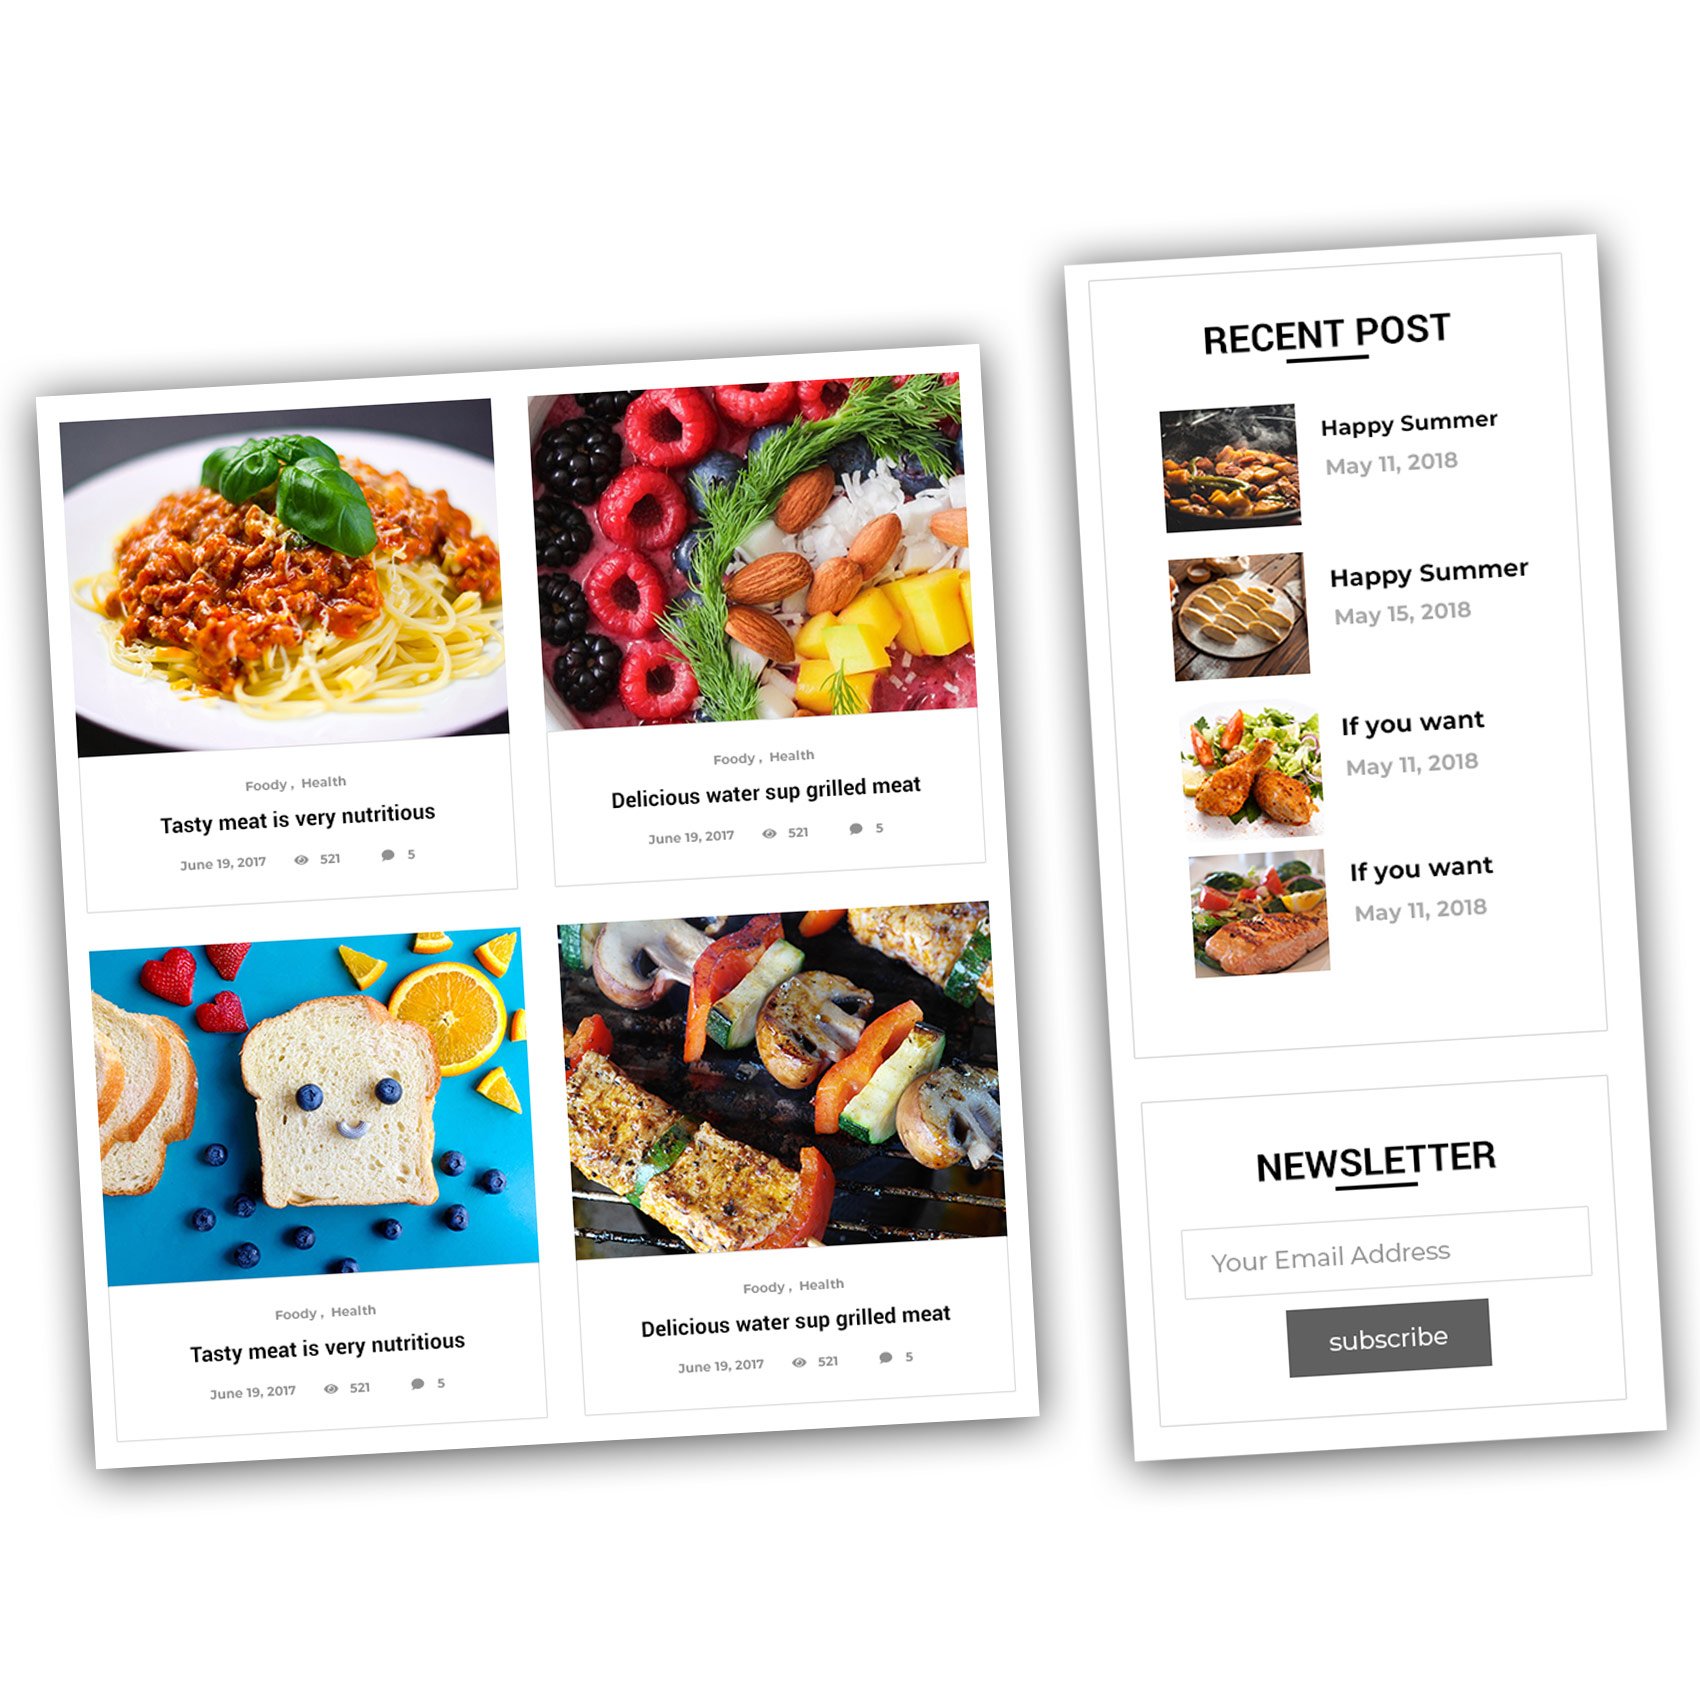 Foody , Health
Tasty meat is very nutritious
June 19, 2017 521 5
Foody , Health
Delicious water sup grilled meat
June 19, 2017 521 5
Foody , Health
Tasty meat is very nutritious
June 19, 2017 521 5
Foody , Health
Delicious water sup grilled meat
June 19, 2017 521 5
RECENT POST
Happy Summer
May 11, 2018
Happy Summer
May 15, 2018
If you want
May 11, 2018
If you want
May 11, 2018
NEWSLETTER
Your Email Address
subscribe